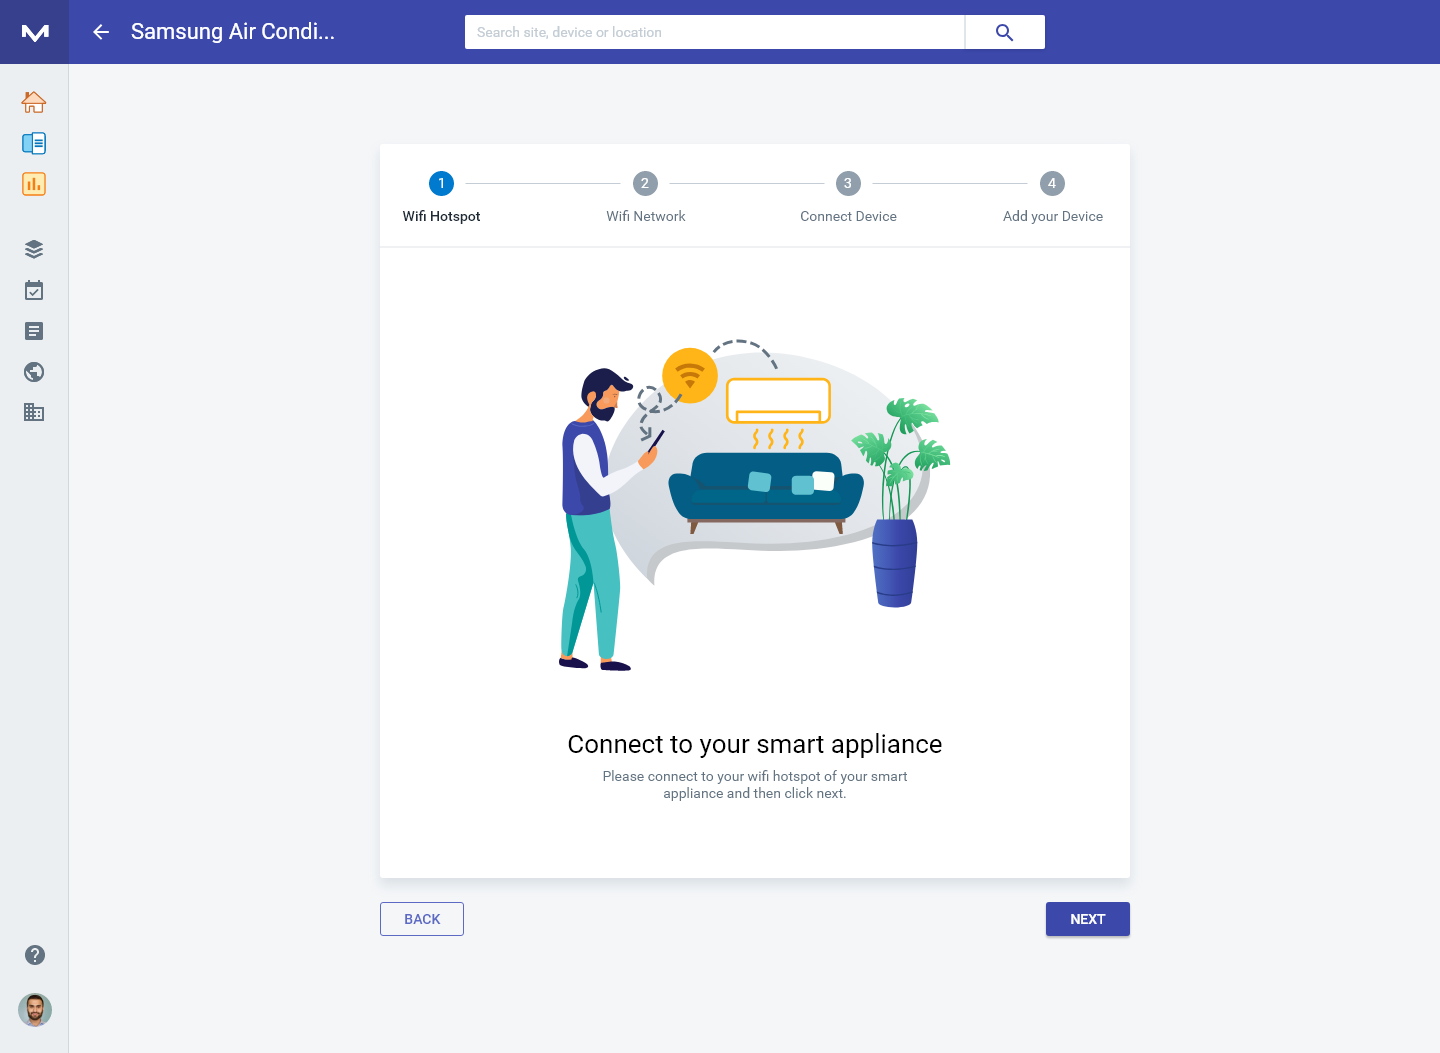 Samsung Air Condi...
Search site, device or location
1
2
3
4
Wifi Hotspot
Wifi Network
Connect Device
Add your Device
Connect to your smart appliance
Please connect to your wifi hotspot of your smart
appliance and then click next.
BACK
NEXT